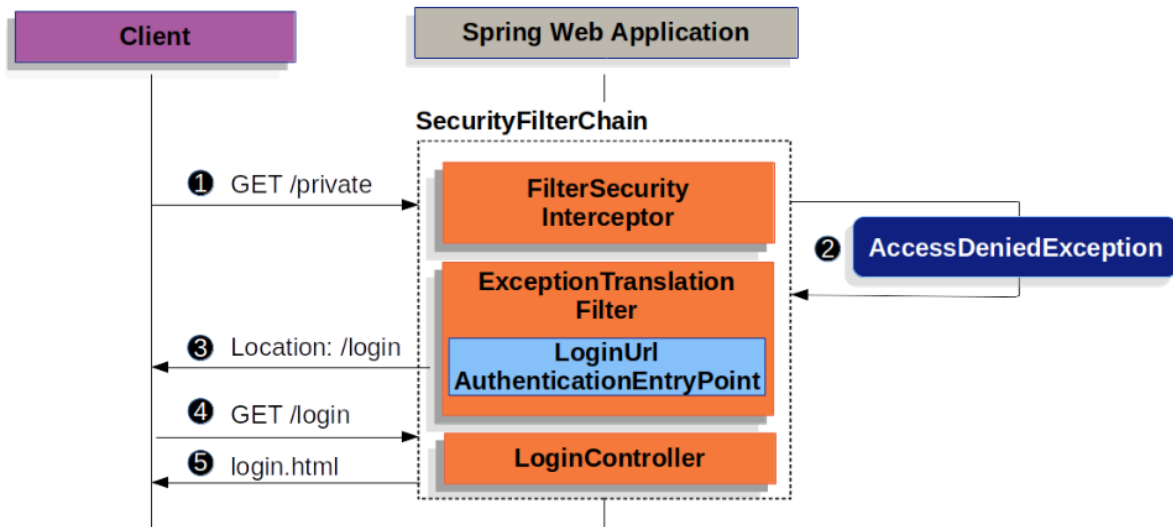 Client
Spring Web Application
SecurityFilterChain
❶ GET /private
FilterSecurity
Interceptor
❷ AccessDeniedException
ExceptionTranslation
Filter
❸ Location: /login
LoginUrl
AuthenticationEntryPoint
❹ GET /login
LoginController
❺ login.html